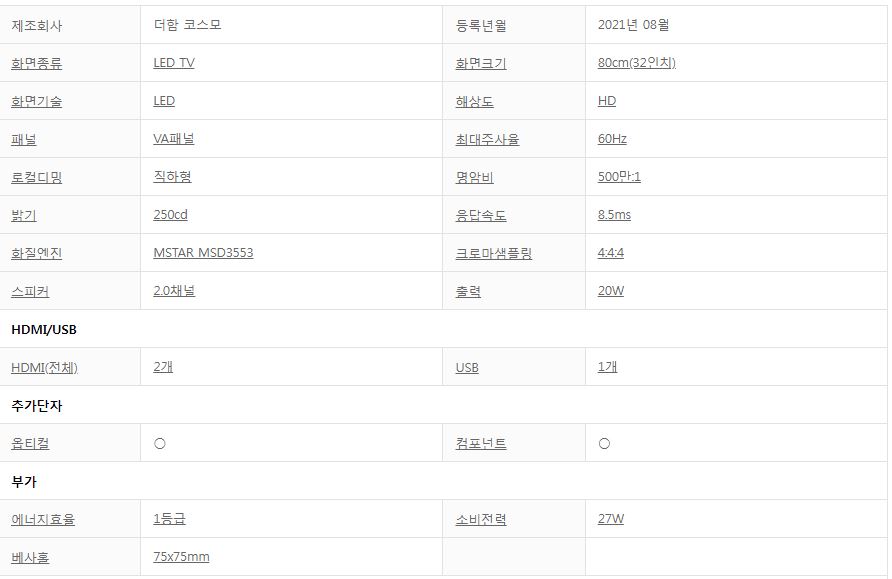 제조회사 더함 코스모 등록년월 2021년 08월
화면종류 LED TV 화면크기 80cm(32인치)
화면기술 LED 해상도 HD
패널 VA패널 최대주사율 60Hz
로컬디밍 직하형 명암비 500만:1
밝기 250cd 응답속도 8.5ms
화질엔진 MSTAR MSD3553 크로마샘플링 4:4:4
스피커 2.0채널 출력 20W
HDMI/USB
HDMI(전체) 2개 USB 1개
추가단자
옵티컬 ○ 컴포넌트 ○
부가
에너지효율 1등급 소비전력 27W
베사홀 75x75mm